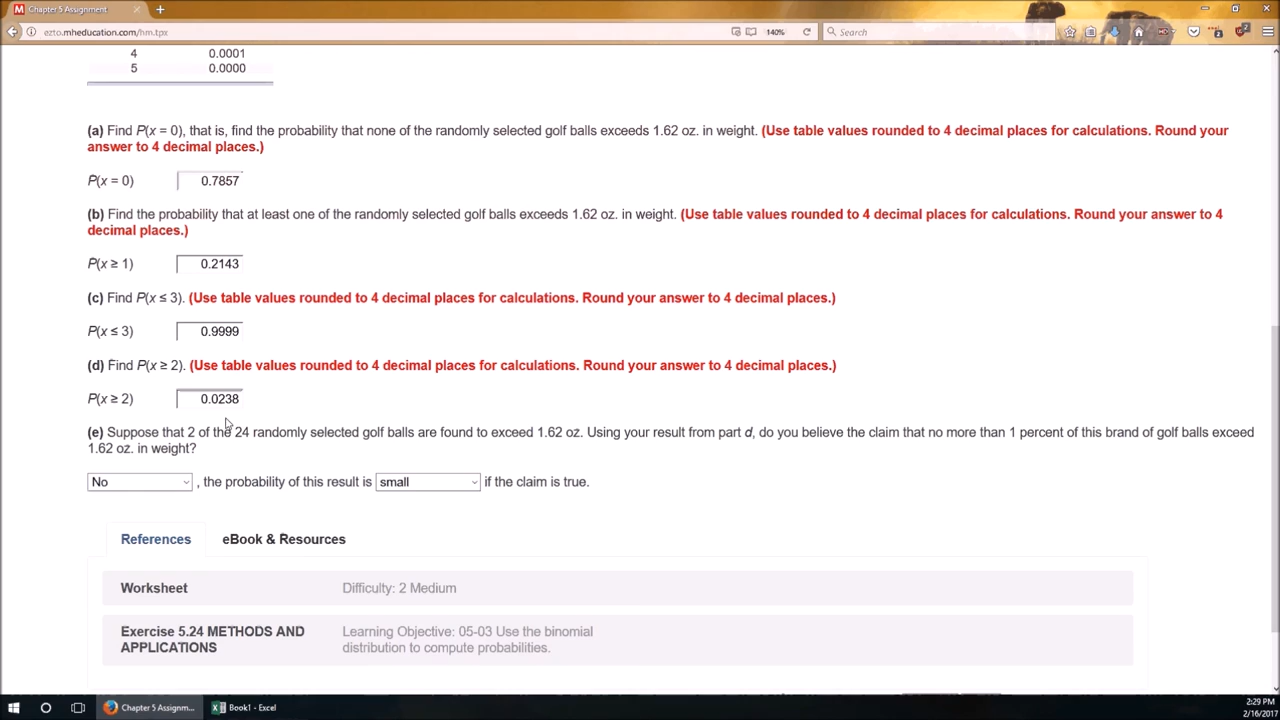 Chapter 5 Assignment
ezto.mheducation.com/hm.tpx
140%
Search
4 0.0001
5 0.0000
(a) Find P(x = 0), that is, find the probability that none of the randomly selected golf balls exceeds 1.62 oz. in weight. (Use table values rounded to 4 decimal places for calculations. Round your
answer to 4 decimal places.)
P(x = 0) 0.7857
(b) Find the probability that at least one of the randomly selected golf balls exceeds 1.62 oz. in weight. (Use table values rounded to 4 decimal places for calculations. Round your answer to 4
decimal places.)
P(x ≥ 1) 0.2143
(c) Find P(x ≤ 3). (Use table values rounded to 4 decimal places for calculations. Round your answer to 4 decimal places.)
P(x ≤ 3) 0.9999
(d) Find P(x ≥ 2). (Use table values rounded to 4 decimal places for calculations. Round your answer to 4 decimal places.)
P(x ≥ 2) 0.0238
(e) Suppose that 2 of the 24 randomly selected golf balls are found to exceed 1.62 oz. Using your result from part d, do you believe the claim that no more than 1 percent of this brand of golf balls exceed
1.62 oz. in weight?
No , the probability of this result is small if the claim is true.
References eBook & Resources
Worksheet Difficulty: 2 Medium
Exercise 5.24 METHODS AND Learning Objective: 05-03 Use the binomial
APPLICATIONS distribution to compute probabilities.
Chapter 5 Assignm... Book1 - Excel
2:29 PM
2/16/2017